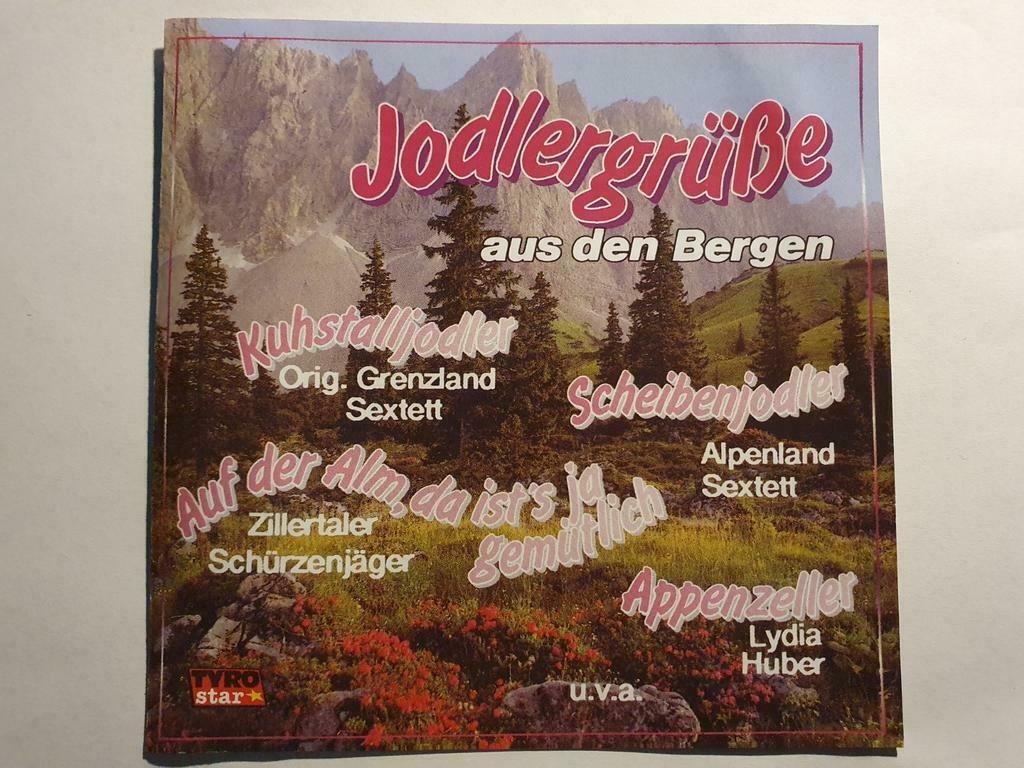 Jodlergrüße
aus den Bergen
Kuhstalljodler
Orig. Grenzland
Sextett
Scheibenjodler
Alpenland
Sextett
Auf der Alm, da ist's ja
gemütlich
Zillertaler
Schürzenjäger
Appenzeller
Lydia
Huber
u.v.a.
TYRO
star